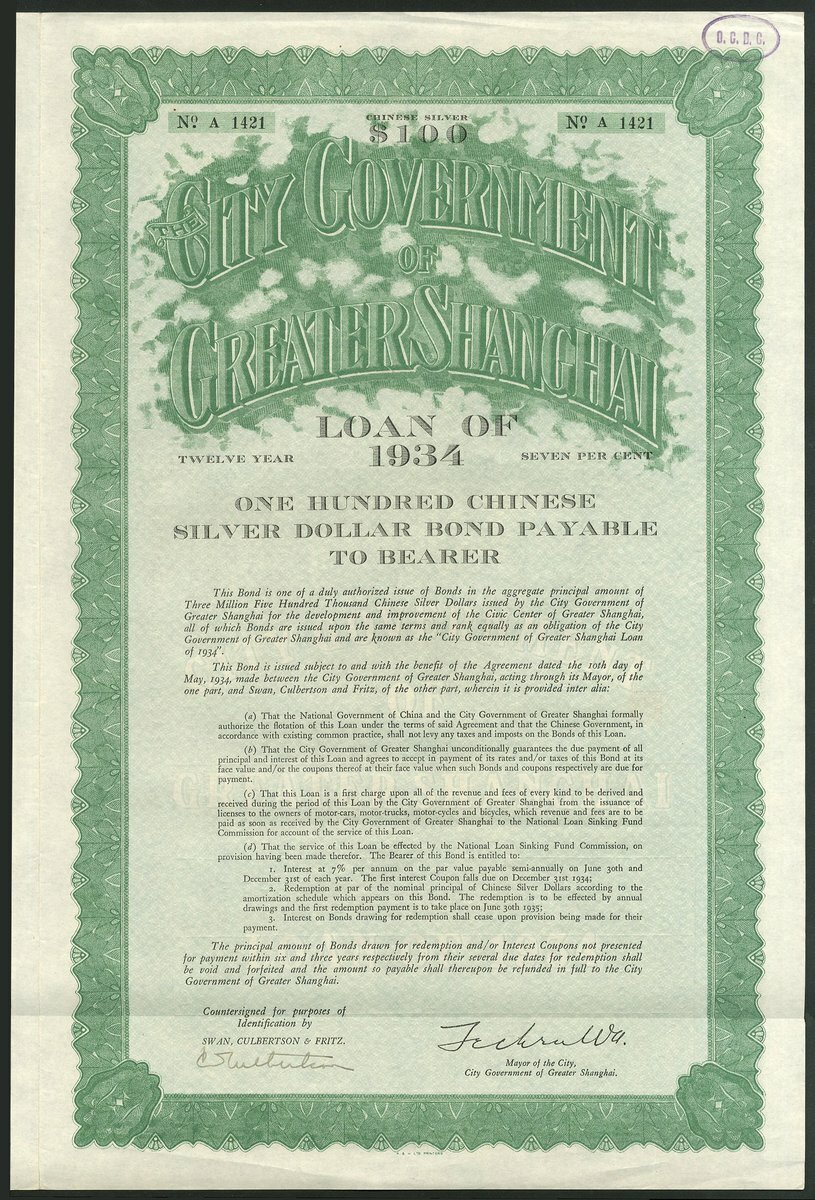 O. C. D. C.
Nº A 1421
CHINESE SILVER
$100
Nº A 1421
THE CITY GOVERNMENT
OF
GREATER SHANGHAI
LOAN OF
1934
TWELVE YEAR
SEVEN PER CENT
ONE HUNDRED CHINESE
SILVER DOLLAR BOND PAYABLE
TO BEARER
This Bond is one of a duly authorized issue of Bonds in the aggregate principal amount of
Three Million Five Hundred Thousand Chinese Silver Dollars issued by the City Government of
Greater Shanghai for the development and improvement of the Civic Center of Greater Shanghai,
all of which Bonds are issued upon the same terms and rank equally as an obligation of the City
Government of Greater Shanghai and are known as the "City Government of Greater Shanghai Loan
of 1934".
This Bond is issued subject to and with the benefit of the Agreement dated the 10th day of
May, 1934, made between the City Government of Greater Shanghai, acting through its Mayor, of the
one part, and Swan, Culbertson and Fritz, of the other part, wherein it is provided inter alia:
(a) That the National Government of China and the City Government of Greater Shanghai formally
authorize the flotation of this Loan under the terms of said Agreement and that the Chinese Government, in
accordance with existing common practice, shall not levy any taxes and imposts on the Bonds of this Loan.
(b) That the City Government of Greater Shanghai unconditionally guarantees the due payment of all
principal and interest of this Loan and agrees to accept in payment of its rates and/or taxes of this Bond at its
face value and/or the coupons thereof at their face value when such Bonds and coupons respectively are due for
payment.
(c) That this Loan is a first charge upon all of the revenue and fees of every kind to be derived and
received during the period of this Loan by the City Government of Greater Shanghai from the issuance of
licenses to the owners of motor-cars, motor-trucks, motor-cycles and bicycles, which revenue and fees are to be
paid as soon as received by the City Government of Greater Shanghai to the National Loan Sinking Fund
Commission for account of the service of this Loan.
(d) That the service of this Loan be effected by the National Loan Sinking Fund Commission, on
provision having been made therefor. The Bearer of this Bond is entitled to:
1. Interest at 7% per annum on the par value payable semi-annually on June 30th and
December 31st of each year. The first interest Coupon falls due on December 31st 1934;
2. Redemption at par of the nominal principal of Chinese Silver Dollars according to the
amortization schedule which appears on this Bond. The redemption is to be effected by annual
drawings and the first redemption payment is to take place on June 30th 1935;
3. Interest on Bonds drawing for redemption shall cease upon provision being made for their
payment.
The principal amount of Bonds drawn for redemption and/or Interest Coupons not presented
for payment within six and three years respectively from their several due dates for redemption shall
be void and forfeited and the amount so payable shall thereupon be refunded in full to the City
Government of Greater Shanghai.
Countersigned for purposes of
Identification by
SWAN, CULBERTSON & FRITZ.
Mayor of the City,
City Government of Greater Shanghai.